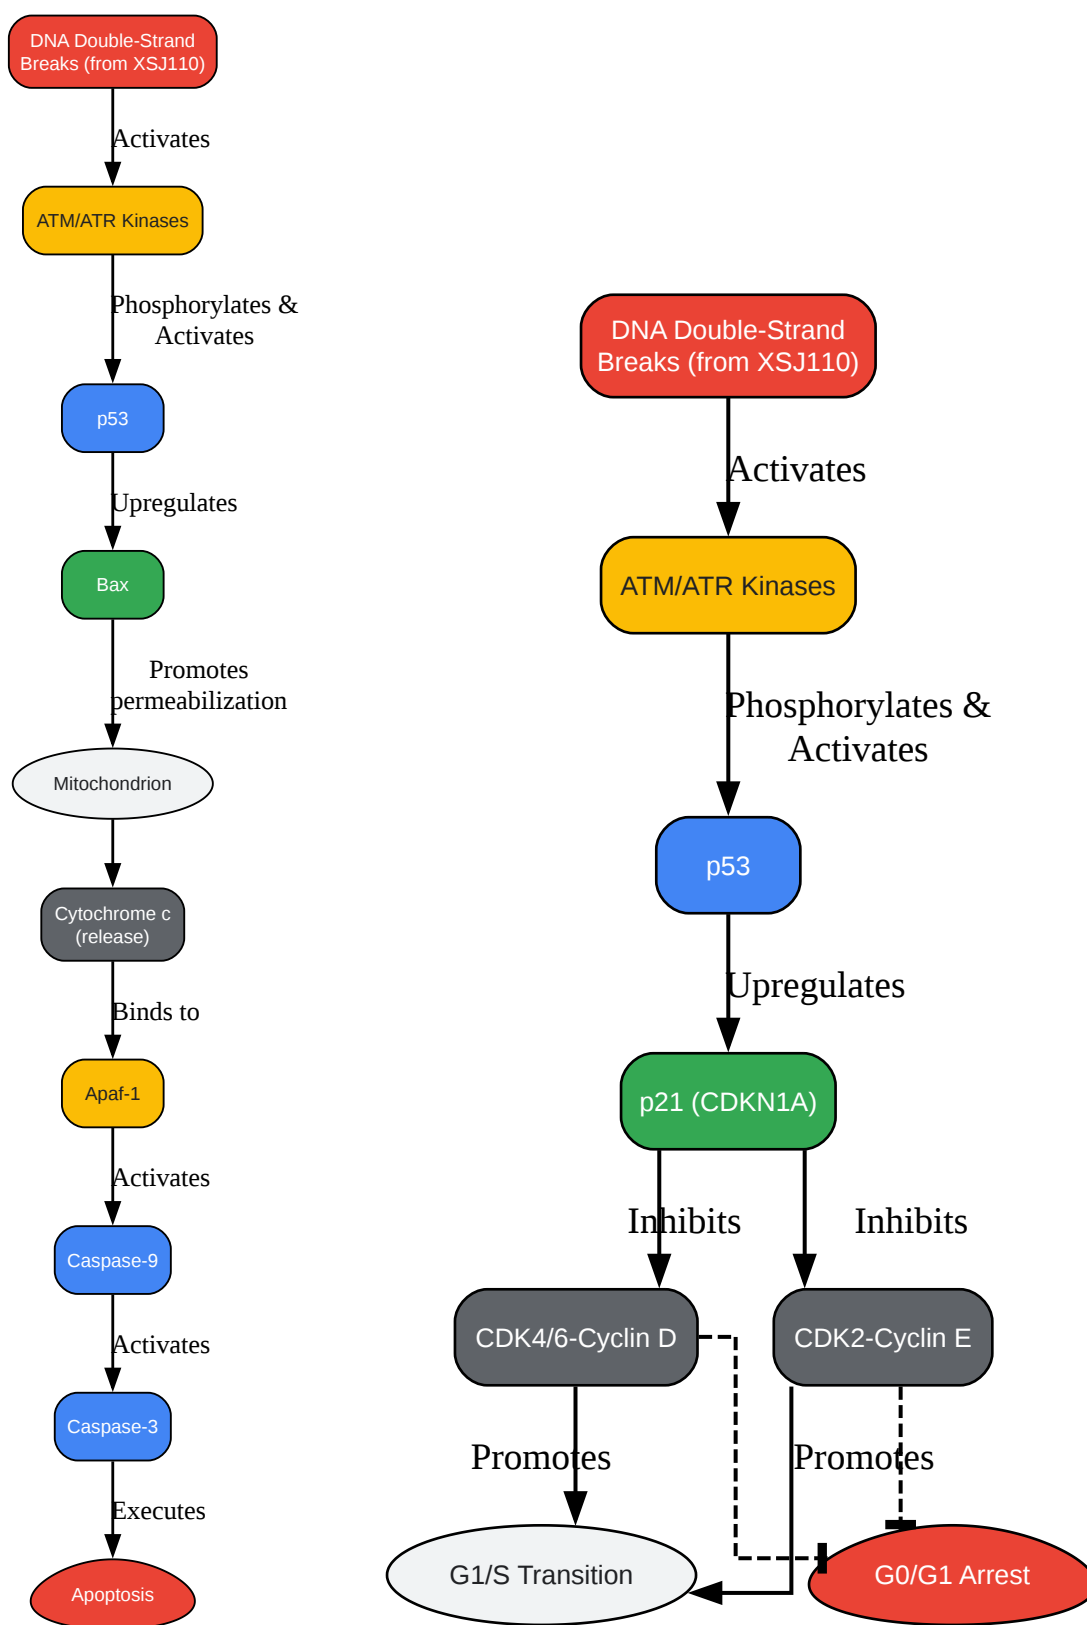 DNA Double-Strand
Breaks (from XSJ110)
Activates
ATM/ATR Kinases
Phosphorylates &
Activates
p53
Upregulates
Bax
Promotes
permeabilization
Mitochondrion
Cytochrome c
(release)
Binds to
Apaf-1
Activates
Caspase-9
Activates
Caspase-3
Executes
Apoptosis
DNA Double-Strand
Breaks (from XSJ110)
Activates
ATM/ATR Kinases
Phosphorylates &
Activates
p53
Upregulates
p21 (CDKN1A)
Inhibits
Inhibits
CDK4/6-Cyclin D
CDK2-Cyclin E
Promotes
Promotes
G1/S Transition
G0/G1 Arrest